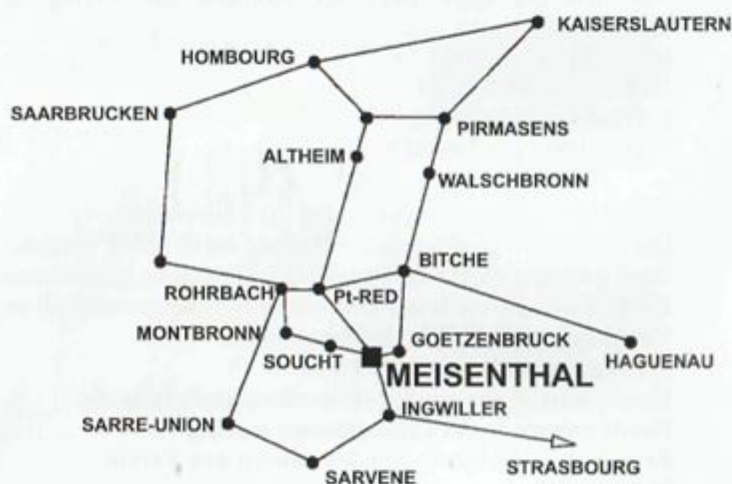 KAISERSLAUTERN
HOMBOURG
SAARBRUCKEN
PIRMASENS
ALTHEIM
WALSCHBRONN
BITCHE
ROHRBACH
Pt-RED
MONTBRONN
SOUCHT
GOETZENBRUCK
HAGUENAU
MEISENTHAL
INGWILLER
SARRE-UNION
STRASBOURG
SARVENE